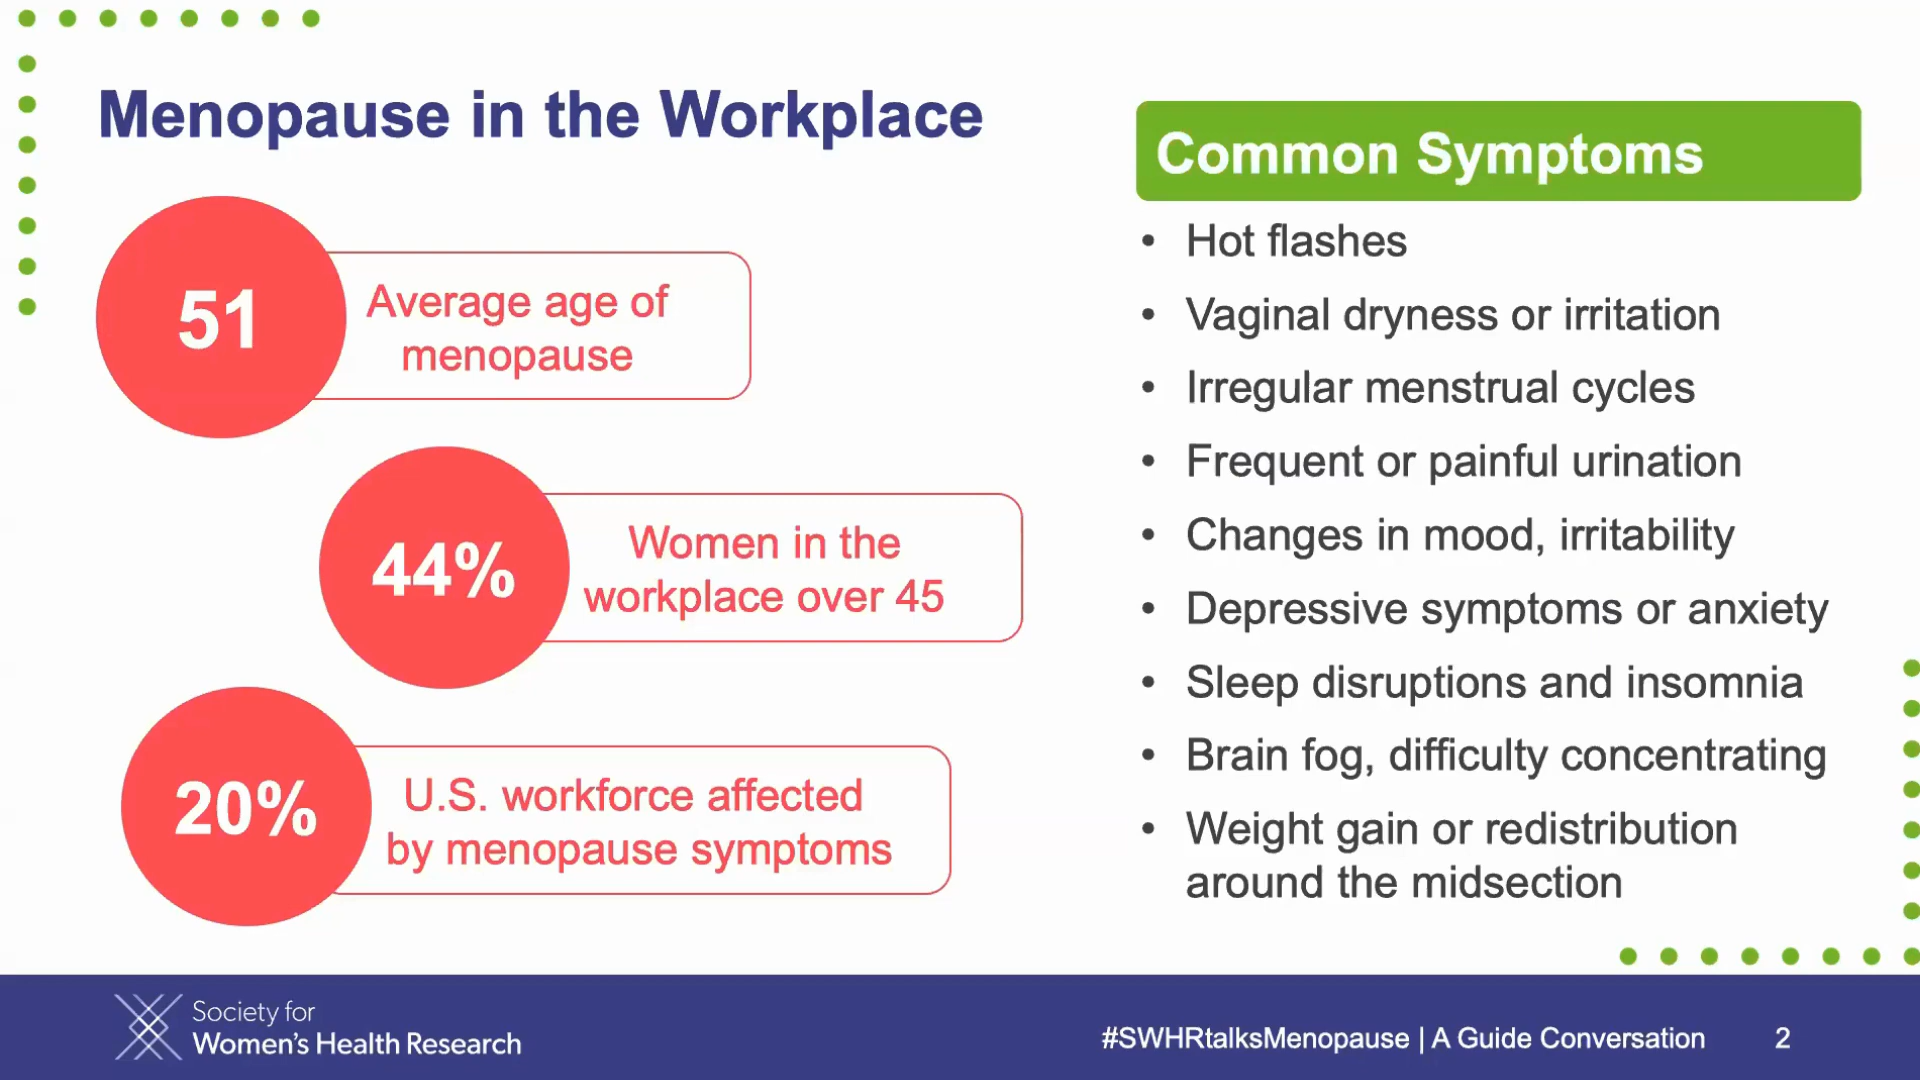 Menopause in the Workplace
51
Average age of
menopause
44%
Women in the
workplace over 45
20%
U.S. workforce affected
by menopause symptoms
Common Symptoms
• Hot flashes
• Vaginal dryness or irritation
• Irregular menstrual cycles
• Frequent or painful urination
• Changes in mood, irritability
• Depressive symptoms or anxiety
• Sleep disruptions and insomnia
• Brain fog, difficulty concentrating
• Weight gain or redistribution
around the midsection
Society for
Women's Health Research
#SWHRtalksMenopause | A Guide Conversation
2